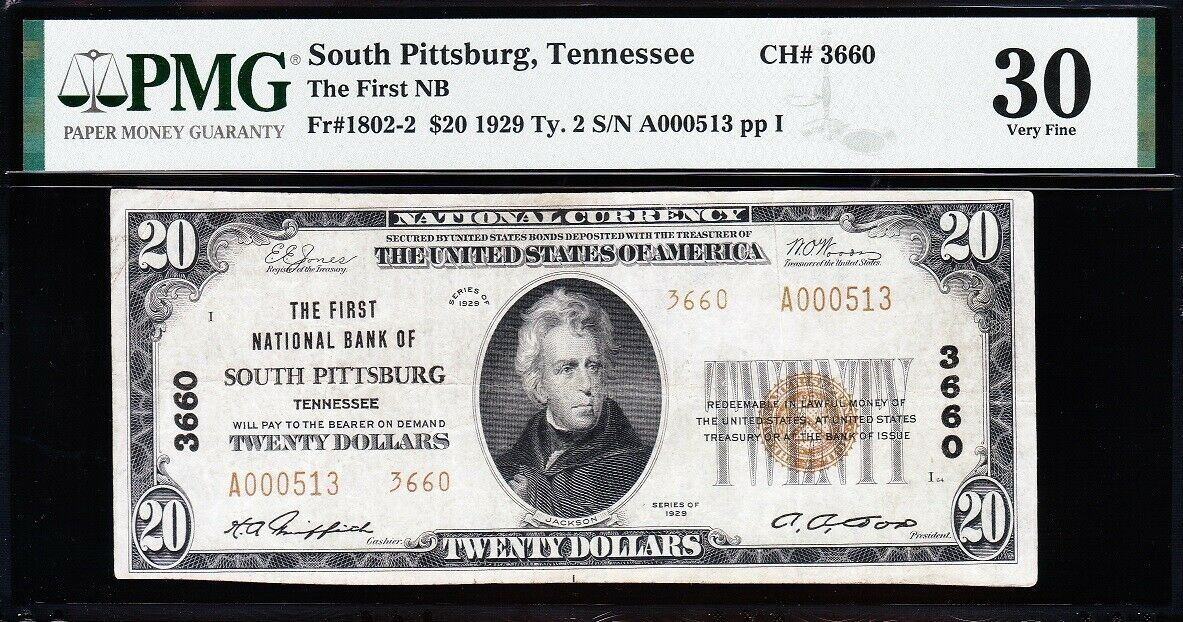 PMG®
PAPER MONEY GUARANTY
South Pittsburg, Tennessee CH# 3660
The First NB
Fr#1802-2 $20 1929 Ty. 2 S/N A000513 pp I
30
Very Fine
20 NATIONAL CURRENCY 20
SECURED BY UNITED STATES BONDS DEPOSITED WITH THE TREASURER OF
THE UNITED STATES OF AMERICA
E.E. Jones
Register of the Treasury.
W.O. Woods
Treasurer of the United States.
SERIES OF
1929
3660 A000513
I
THE FIRST
NATIONAL BANK OF
SOUTH PITTSBURG
TENNESSEE
WILL PAY TO THE BEARER ON DEMAND
TWENTY DOLLARS
3660
A000513 3660
TWENTY
REDEEMABLE IN LAWFUL MONEY OF
THE UNITED STATES AT UNITED STATES
TREASURY OR AT THE BANK OF ISSUE
3660
I 64
JACKSON
SERIES OF
1929
Cashier.
President.
20 TWENTY DOLLARS 20